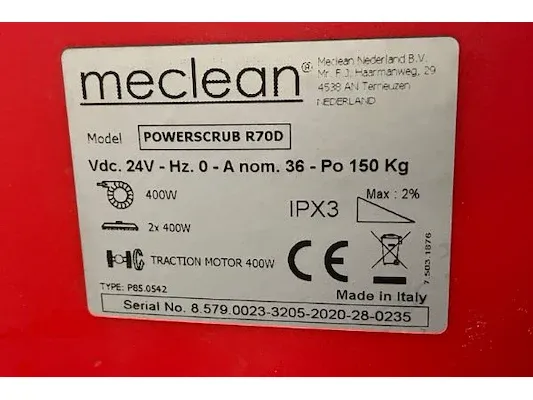 meclean®
Meclean Nederland B.V.
Mr. F.J. Haarmanweg, 29
4538 AN Terneuzen
NEDERLAND
Model POWERSCRUB R70D
Vdc. 24V - Hz. 0 - A nom. 36 - Po 150 Kg
400W
2x 400W
TRACTION MOTOR 400W
IPX3
Max : 2%
CE
7.503.1876
TYPE: P85.0542
Made in Italy
Serial No. 8.579.0023-3205-2020-28-0235